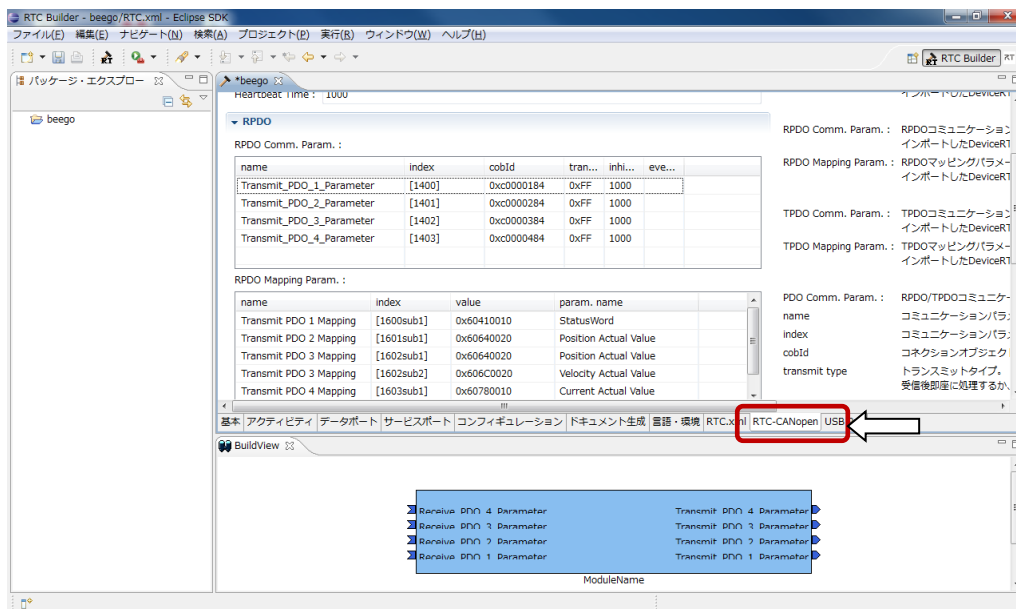 RTC Builder - beego/RTC.xml - Eclipse SDK
ファイル(F) 編集(E) ナビゲート(N) 検索(A) プロジェクト(P) 実行(R) ウィンドウ(W) ヘルプ(H)
RTC Builder
パッケージ・エクスプロー
beego
*beego
Heartbeat Time : 1000
RPDO
RPDO Comm. Param. :
name index cobId tran... inhi... eve...
Transmit_PDO_1_Parameter [1400] 0xc0000184 0xFF 1000
Transmit_PDO_2_Parameter [1401] 0xc0000284 0xFF 1000
Transmit_PDO_3_Parameter [1402] 0xc0000384 0xFF 1000
Transmit_PDO_4_Parameter [1403] 0xc0000484 0xFF 1000
RPDO Mapping Param. :
name index value param. name
Transmit PDO 1 Mapping [1600sub1] 0x60410010 StatusWord
Transmit PDO 2 Mapping [1601sub1] 0x60640020 Position Actual Value
Transmit PDO 3 Mapping [1602sub1] 0x60640020 Position Actual Value
Transmit PDO 3 Mapping [1602sub2] 0x606C0020 Velocity Actual Value
Transmit PDO 4 Mapping [1603sub1] 0x60780010 Current Actual Value
インポートしたDeviceRT
RPDO Comm. Param. : RPDOコミュニケーション
インポートしたDeviceRT
RPDO Mapping Param. : RPDOマッピングパラメー
インポートしたDeviceRT
TPDO Comm. Param. : TPDOコミュニケーション
インポートしたDeviceRT
TPDO Mapping Param. : TPDOマッピングパラメー
インポートしたDeviceRT
PDO Comm. Param. : RPDO/TPDOコミュニケー
name コミュニケーションパラ
index コミュニケーションパラ
cobId コネクションオブジェク
transmit type トランスミットタイプ。
受信後即座に処理するか、
基本 アクティビティ データポート サービスポート コンフィギュレーション ドキュメント生成 言語・環境 RTC.xml RTC-CANopen USB
BuildView
Receive_PDO_4_Parameter Transmit_PDO_4_Parameter
Receive_PDO_3_Parameter Transmit_PDO_3_Parameter
Receive_PDO_2_Parameter Transmit_PDO_2_Parameter
Receive_PDO_1_Parameter Transmit_PDO_1_Parameter
ModuleName